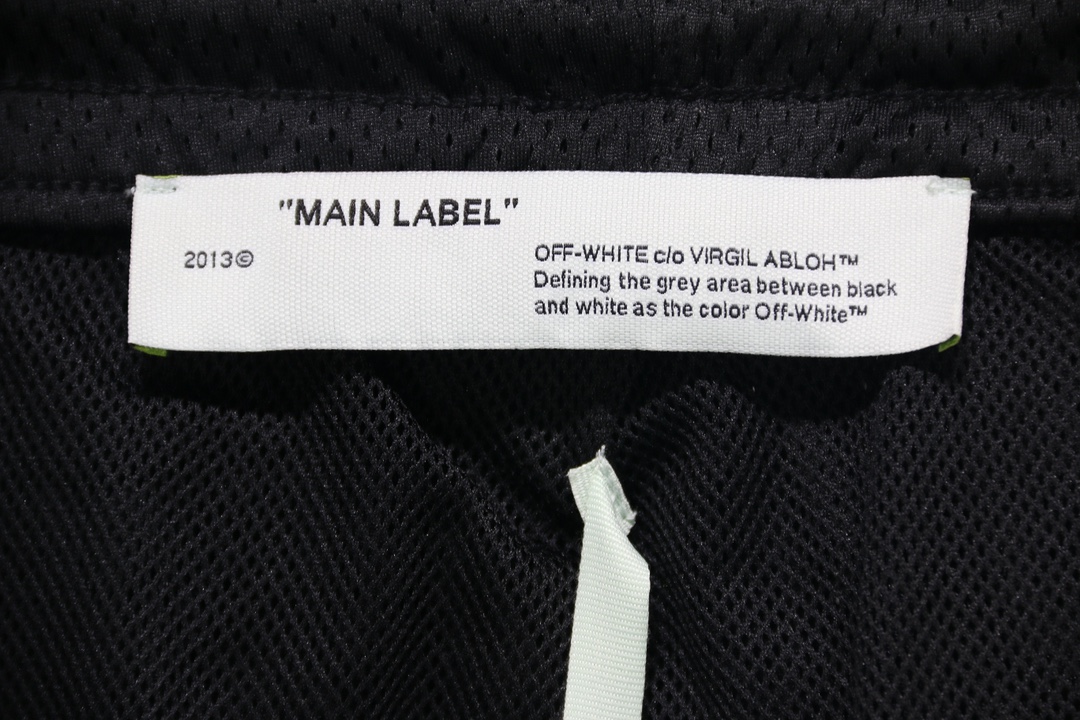 "MAIN LABEL"
2013©
OFF-WHITE c/o VIRGIL ABLOH™
Defining the grey area between black
and white as the color Off-White™